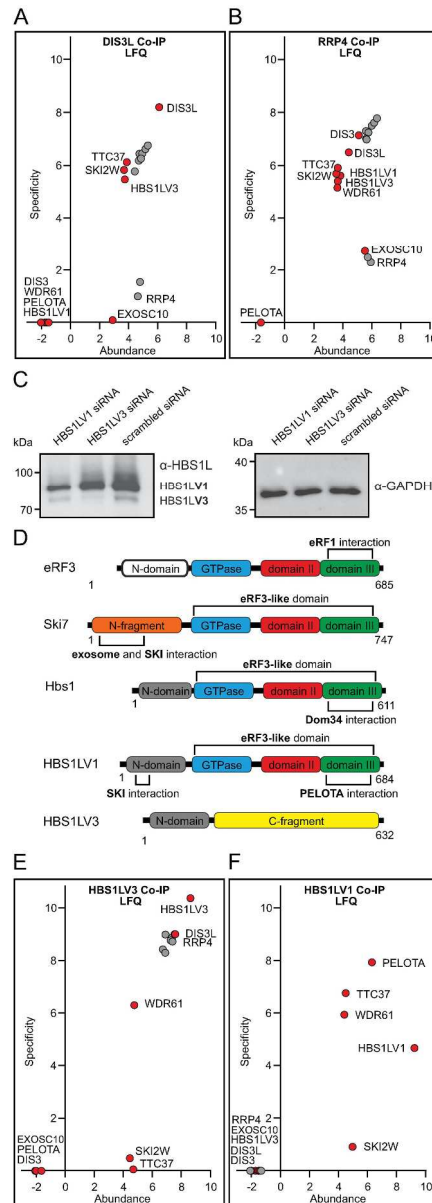 A
B
DIS3L Co-IP
LFQ
RRP4 Co-IP
LFQ
10
8
6
4
2
Specificity
DIS3L
TTC37
SKI2W
HBS1LV3
RRP4
EXOSC10
DIS3
WDR61
PELOTA
HBS1LV1
-2 0 2 4 6 8 10
Abundance
10
8
6
4
2
Specificity
DIS3
DIS3L
TTC37
SKI2W
HBS1LV1
HBS1LV3
WDR61
EXOSC10
RRP4
PELOTA
-2 0 2 4 6 8 10
Abundance
C
HBS1LV1 siRNA
HBS1LV3 siRNA
scrambled siRNA
kDa
100
70
α-HBS1L
HBS1LV1
HBS1LV3
HBS1LV1 siRNA
HBS1LV3 siRNA
scrambled siRNA
kDa
50
36
α-GAPDH
D
eRF1 interaction
eRF3
N-domain GTPase domain II domain III
1 685
eRF3-like domain
Ski7
N-fragment GTPase domain II domain III
1 747
exosome and SKI interaction
eRF3-like domain
Hbs1
N-domain GTPase domain II domain III
1 611
Dom34 interaction
eRF3-like domain
HBS1LV1
1
N-domain GTPase domain II domain III
684
SKI interaction PELOTA interaction
HBS1LV3
N-domain C-fragment
1 632
E
F
HBS1LV3 Co-IP
LFQ
HBS1LV1 Co-IP
LFQ
10
8
6
4
2
0
Specificity
HBS1LV3
DIS3L
RRP4
WDR61
SKI2W
TTC37
EXOSC10
PELOTA
DIS3
-2 0 2 4 6 8 10
Abundance
10
8
6
4
2
0
Specificity
PELOTA
TTC37
WDR61
HBS1LV1
SKI2W
RRP4
EXOSC10
HBS1LV3
DIS3L
DIS3
-2 0 2 4 6 8 10
Abundance